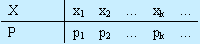 X x₁ x₂ ... xₖ ...
P p₁ p₂ ... pₖ ...